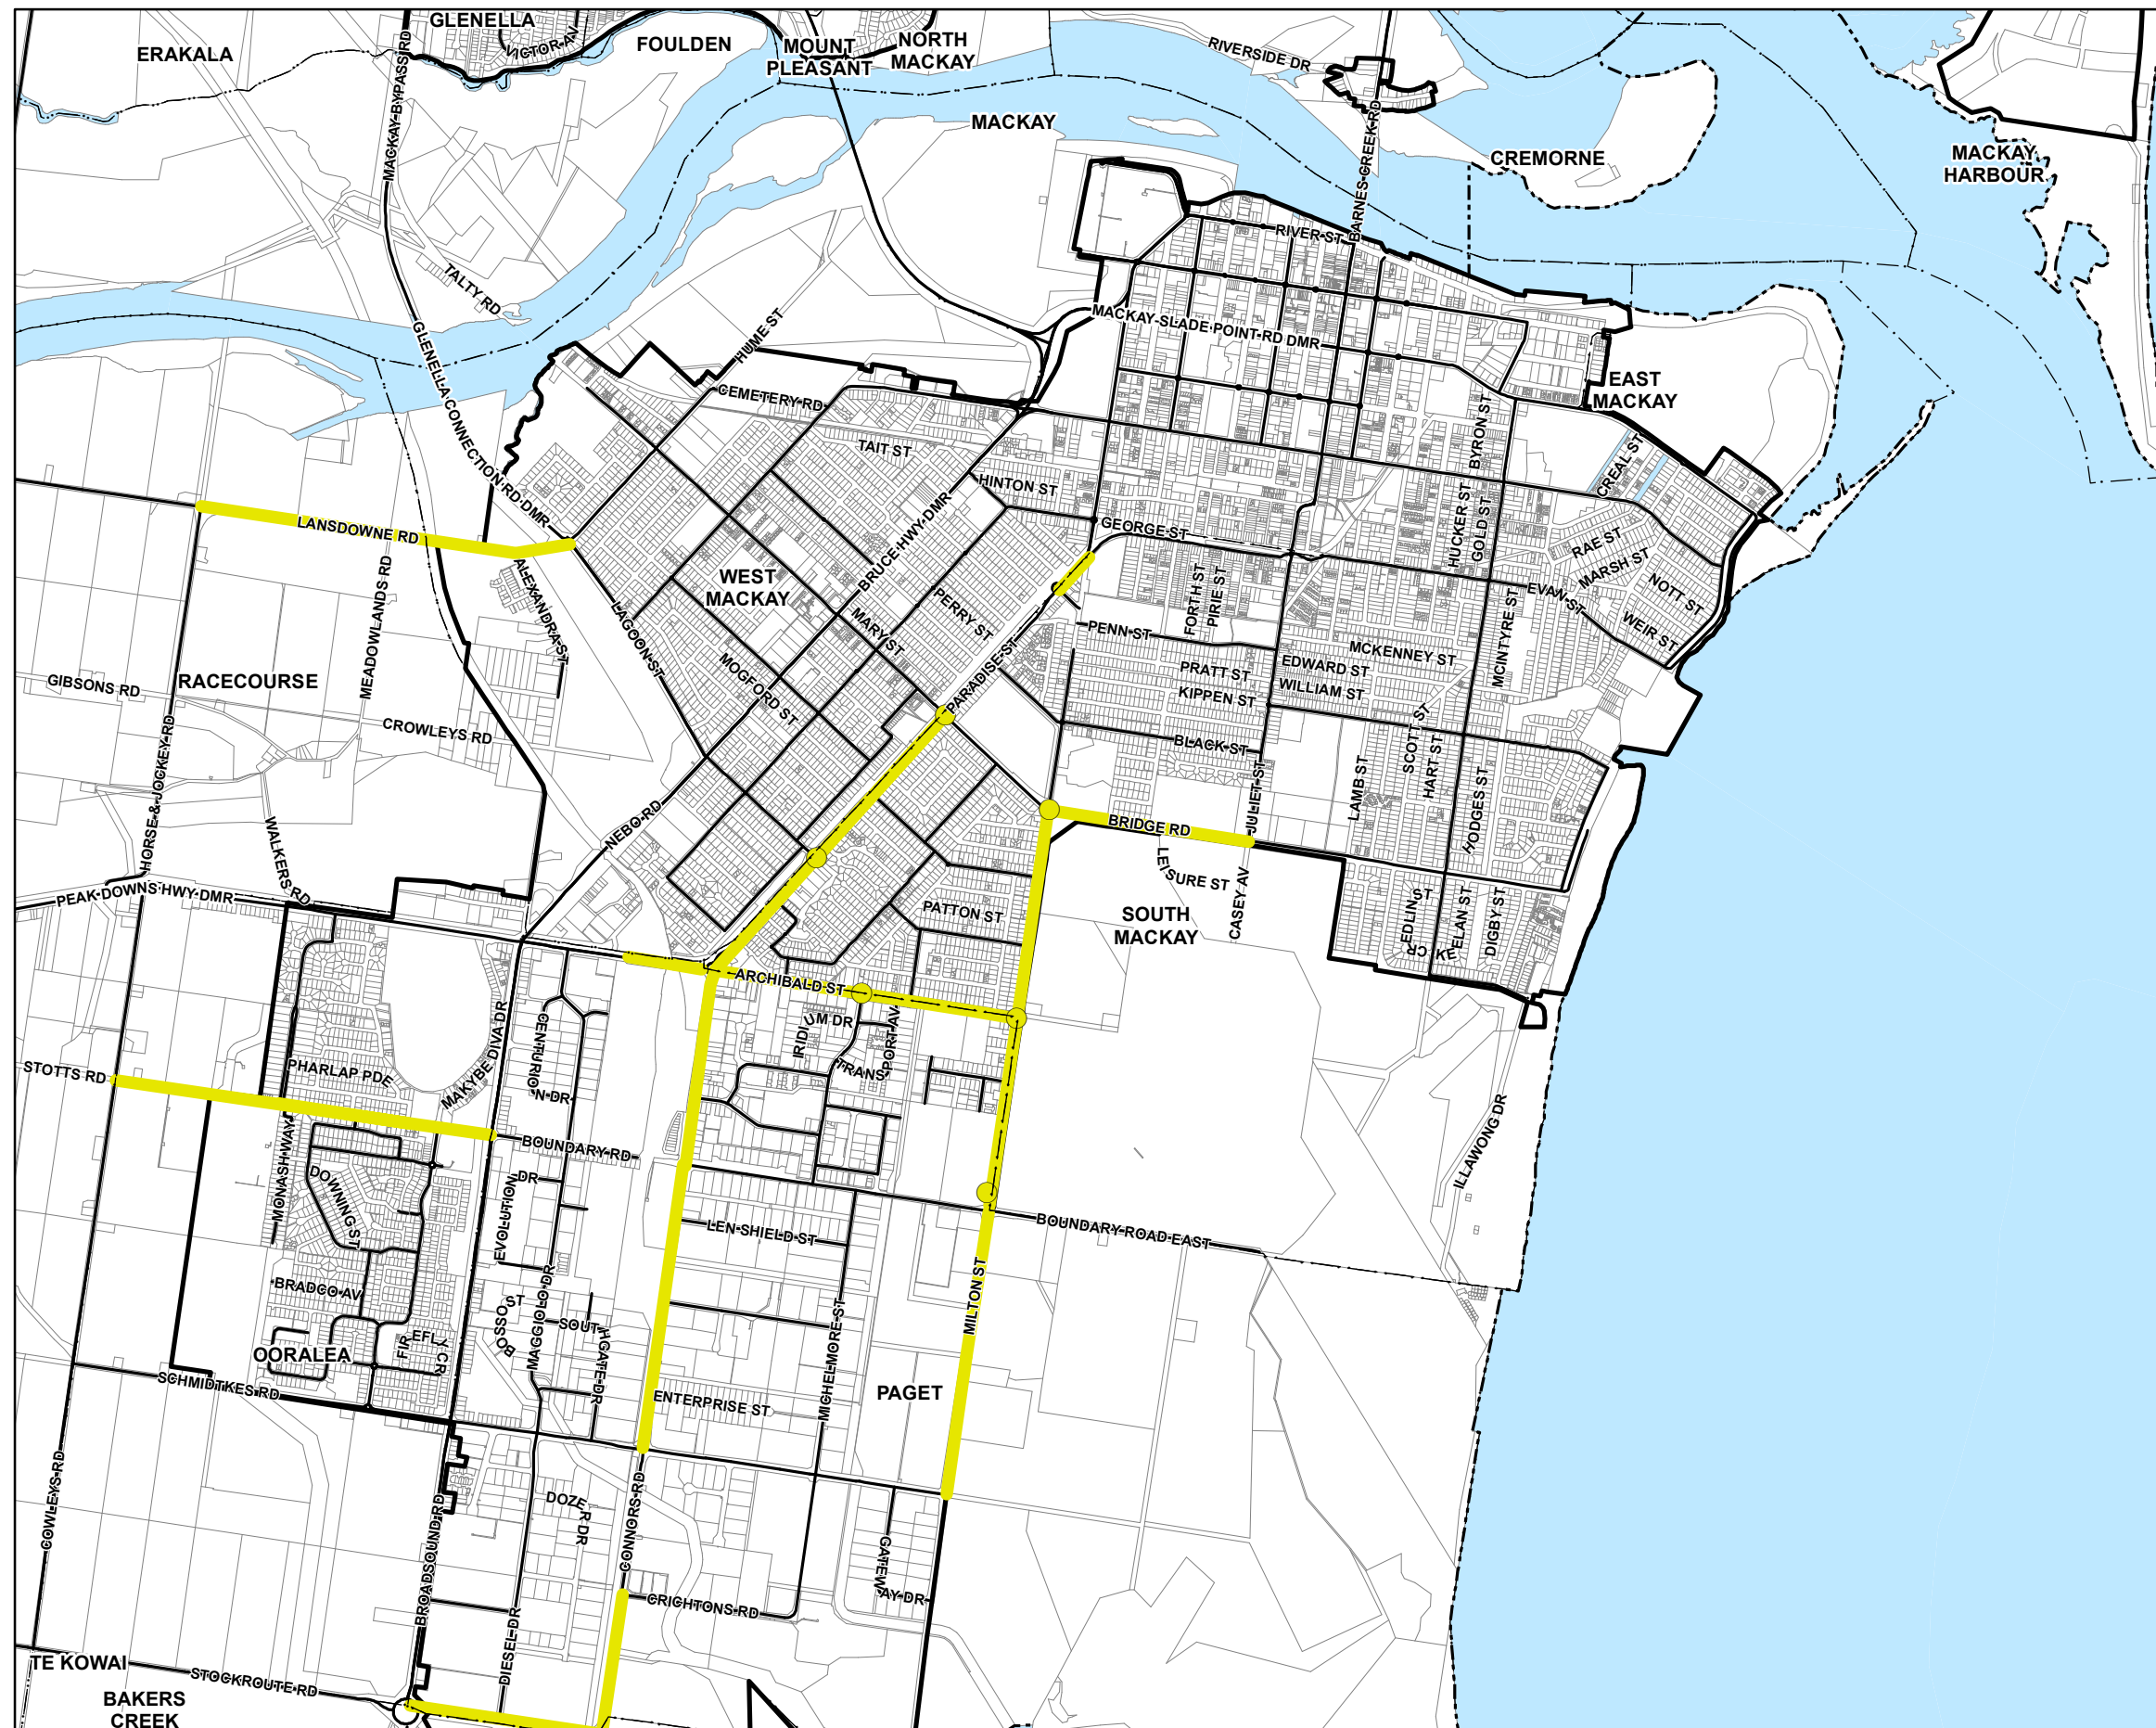 GLENELLA
VICTOR AV
ERAKALA
FOULDEN
MOUNT
PLEASANT
NORTH
MACKAY
RIVERSIDE DR
MACKAY BYPASS RD
MACKAY
BARNES CREEK RD
CREMORNE
MACKAY
HARBOUR
RIVER ST
TALTY RD
HUME ST
MACKAY-SLADE POINT RD DMR
GLENELLA CONNECTION RD DMR
CEMETERY RD
EAST
MACKAY
BYRON ST
TAIT ST
CREAL ST
HINTON ST
BRUCE HWY DMR
HUCKER ST
GOLD ST
LANSDOWNE RD
GEORGE ST
RAE ST
MARSH ST
NOTT ST
WEST
MACKAY
ALEXANDRA ST
MEADOWLANDS RD
PERRY ST
FORTH ST
PIRIE ST
EVAN ST
WEIR ST
LAGOON ST
MARY ST
PENN ST
MCINTYRE ST
MCKENNEY ST
PARADISE ST
PRATT ST
EDWARD ST
MOGFORD ST
GIBSONS RD
RACECOURSE
KIPPEN ST
WILLIAM ST
CROWLEYS RD
SCOTT ST
BLACK ST
HART ST
HORSE & JOCKEY RD
JULIET ST
LAMB ST
HODGES ST
NEBO RD
BRIDGE RD
WALKERS RD
LEISURE ST
PEAK DOWNS HWY DMR
CASEY AV
PATTON ST
SOUTH
MACKAY
EDLIN ST
ELAN ST
DIGBY ST
CR
KE
ARCHIBALD ST
MAKYBE DIVA DR
CENTURION DR
IRIDIUM DR
TRANSPORT AV
STOTTS RD
PHARLAP PDE
BOUNDARY RD
ILLAWONG DR
MONASH WAY
DOWNING ST
EVOLUTION DR
LEN SHIELD ST
BOUNDARY ROAD EAST
BRADCO AV
MAGGIOLO DR
MILTON ST
BOSSO ST
SOUTHGATE DR
MICHELMORE ST
FIREFLY CR
OORALEA
SCHMIDTKES RD
ENTERPRISE ST
PAGET
COWLEYS RD
DOZER DR
CONNORS RD
BROADSOUND RD
GATEWAY DR
CRICHTONS RD
DIESEL DR
TE KOWAI
STOCKROUTE RD
BAKERS
CREEK